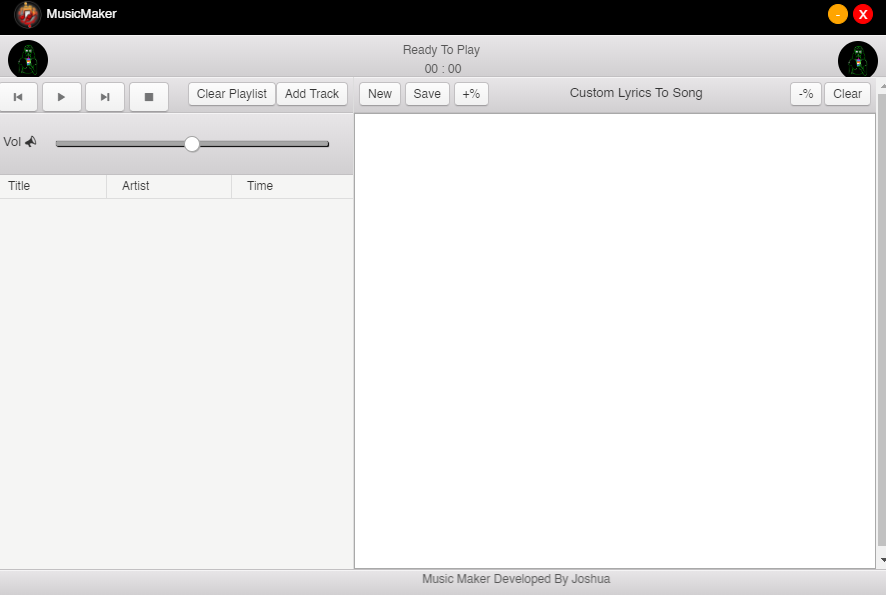 MusicMaker
- X
Ready To Play
00 : 00
Clear Playlist Add Track New Save +% Custom Lyrics To Song -% Clear
Vol
Title Artist Time
Music Maker Developed By Joshua